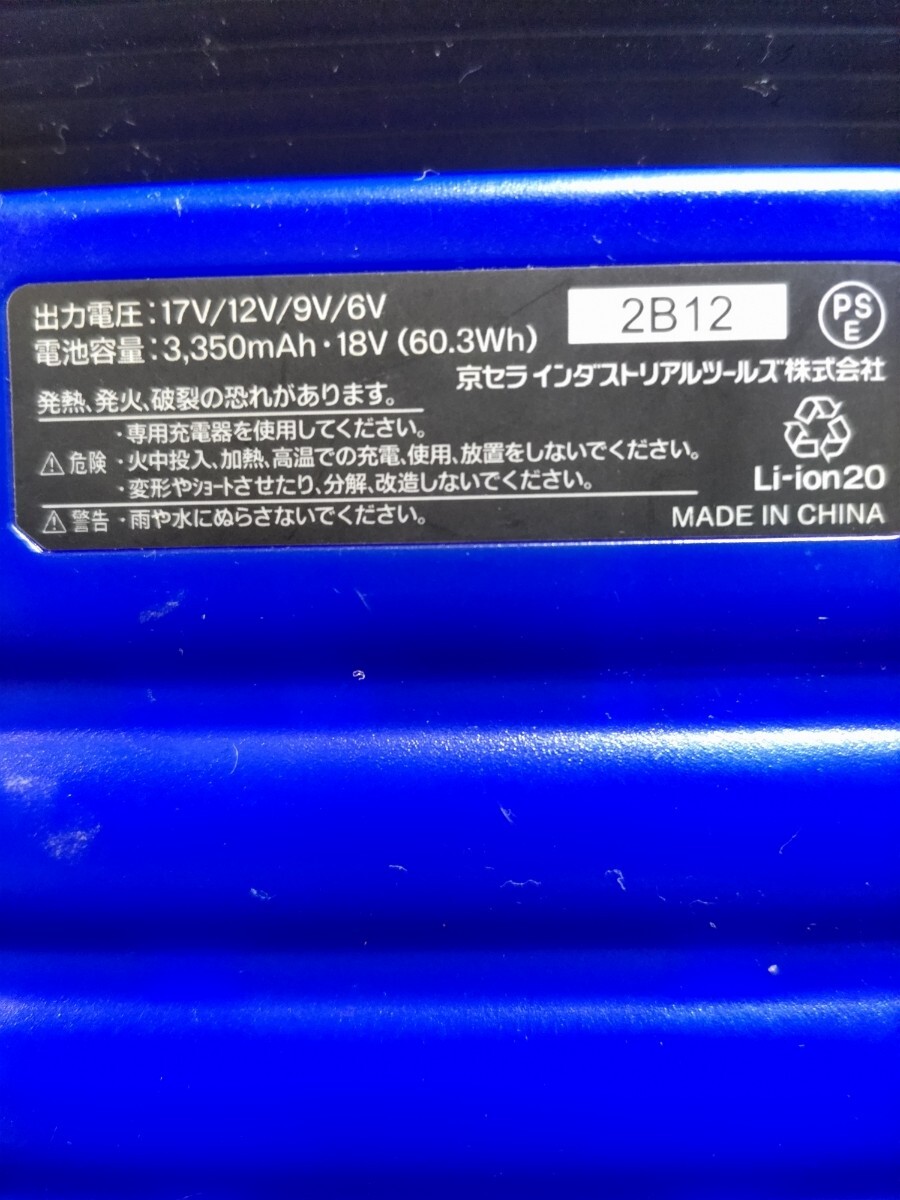 出力電圧:17V/12V/9V/6V
電池容量:3,350mAh・18V (60.3Wh)
2B12
PS
E
京セラ インダストリアルツールズ株式会社
発熱、発火、破裂の恐れがあります。
・専用充電器を使用してください。
危険 ・火中投入、加熱、高温での充電、使用、放置をしないでください。
・変形やショートさせたり、分解、改造しないでください。
Li-ion20
警告 ・雨や水にぬらさないでください。
MADE IN CHINA